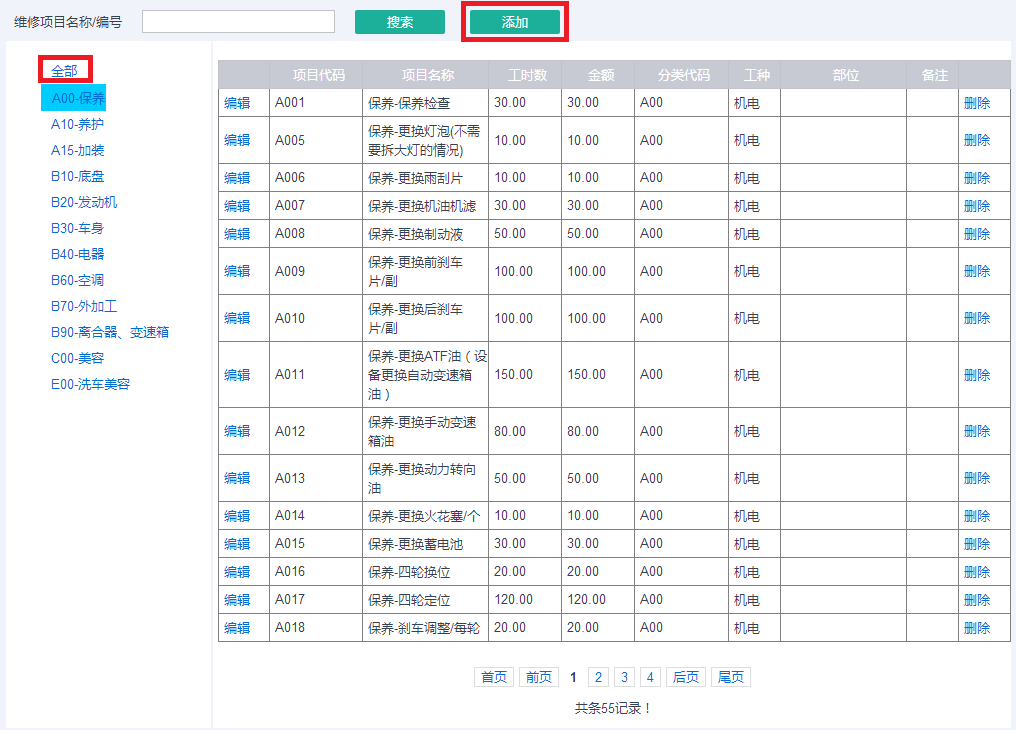 维修项目名称/编号 搜索 添加
全部
A00-保养
A10-养护
A15-加装
B10-底盘
B20-发动机
B30-车身
B40-电器
B60-空调
B70-外加工
B90-离合器、变速箱
C00-美容
E00-洗车美容
项目代码 项目名称 工时数 金额 分类代码 工种 部位 备注
编辑 A001 保养-保养检查 30.00 30.00 A00 机电 删除
编辑 A005 保养-更换灯泡(不需 10.00 10.00 A00 机电 删除
要拆大灯的情况)
编辑 A006 保养-更换雨刮片 10.00 10.00 A00 机电 删除
编辑 A007 保养-更换机油机滤 30.00 30.00 A00 机电 删除
编辑 A008 保养-更换制动液 50.00 50.00 A00 机电 删除
编辑 A009 保养-更换前刹车 100.00 100.00 A00 机电 删除
片/副
编辑 A010 保养-更换后刹车 100.00 100.00 A00 机电 删除
片/副
编辑 A011 保养-更换ATF油（设 150.00 150.00 A00 机电 删除
备更换自动变速箱
油）
编辑 A012 保养-更换手动变速 80.00 80.00 A00 机电 删除
箱油
编辑 A013 保养-更换动力转向 50.00 50.00 A00 机电 删除
油
编辑 A014 保养-更换火花塞/个 10.00 10.00 A00 机电 删除
编辑 A015 保养-更换蓄电池 30.00 30.00 A00 机电 删除
编辑 A016 保养-四轮换位 20.00 20.00 A00 机电 删除
编辑 A017 保养-四轮定位 120.00 120.00 A00 机电 删除
编辑 A018 保养-刹车调整/每轮 20.00 20.00 A00 机电 删除
首页 前页 1 2 3 4 后页 尾页
共条55记录！